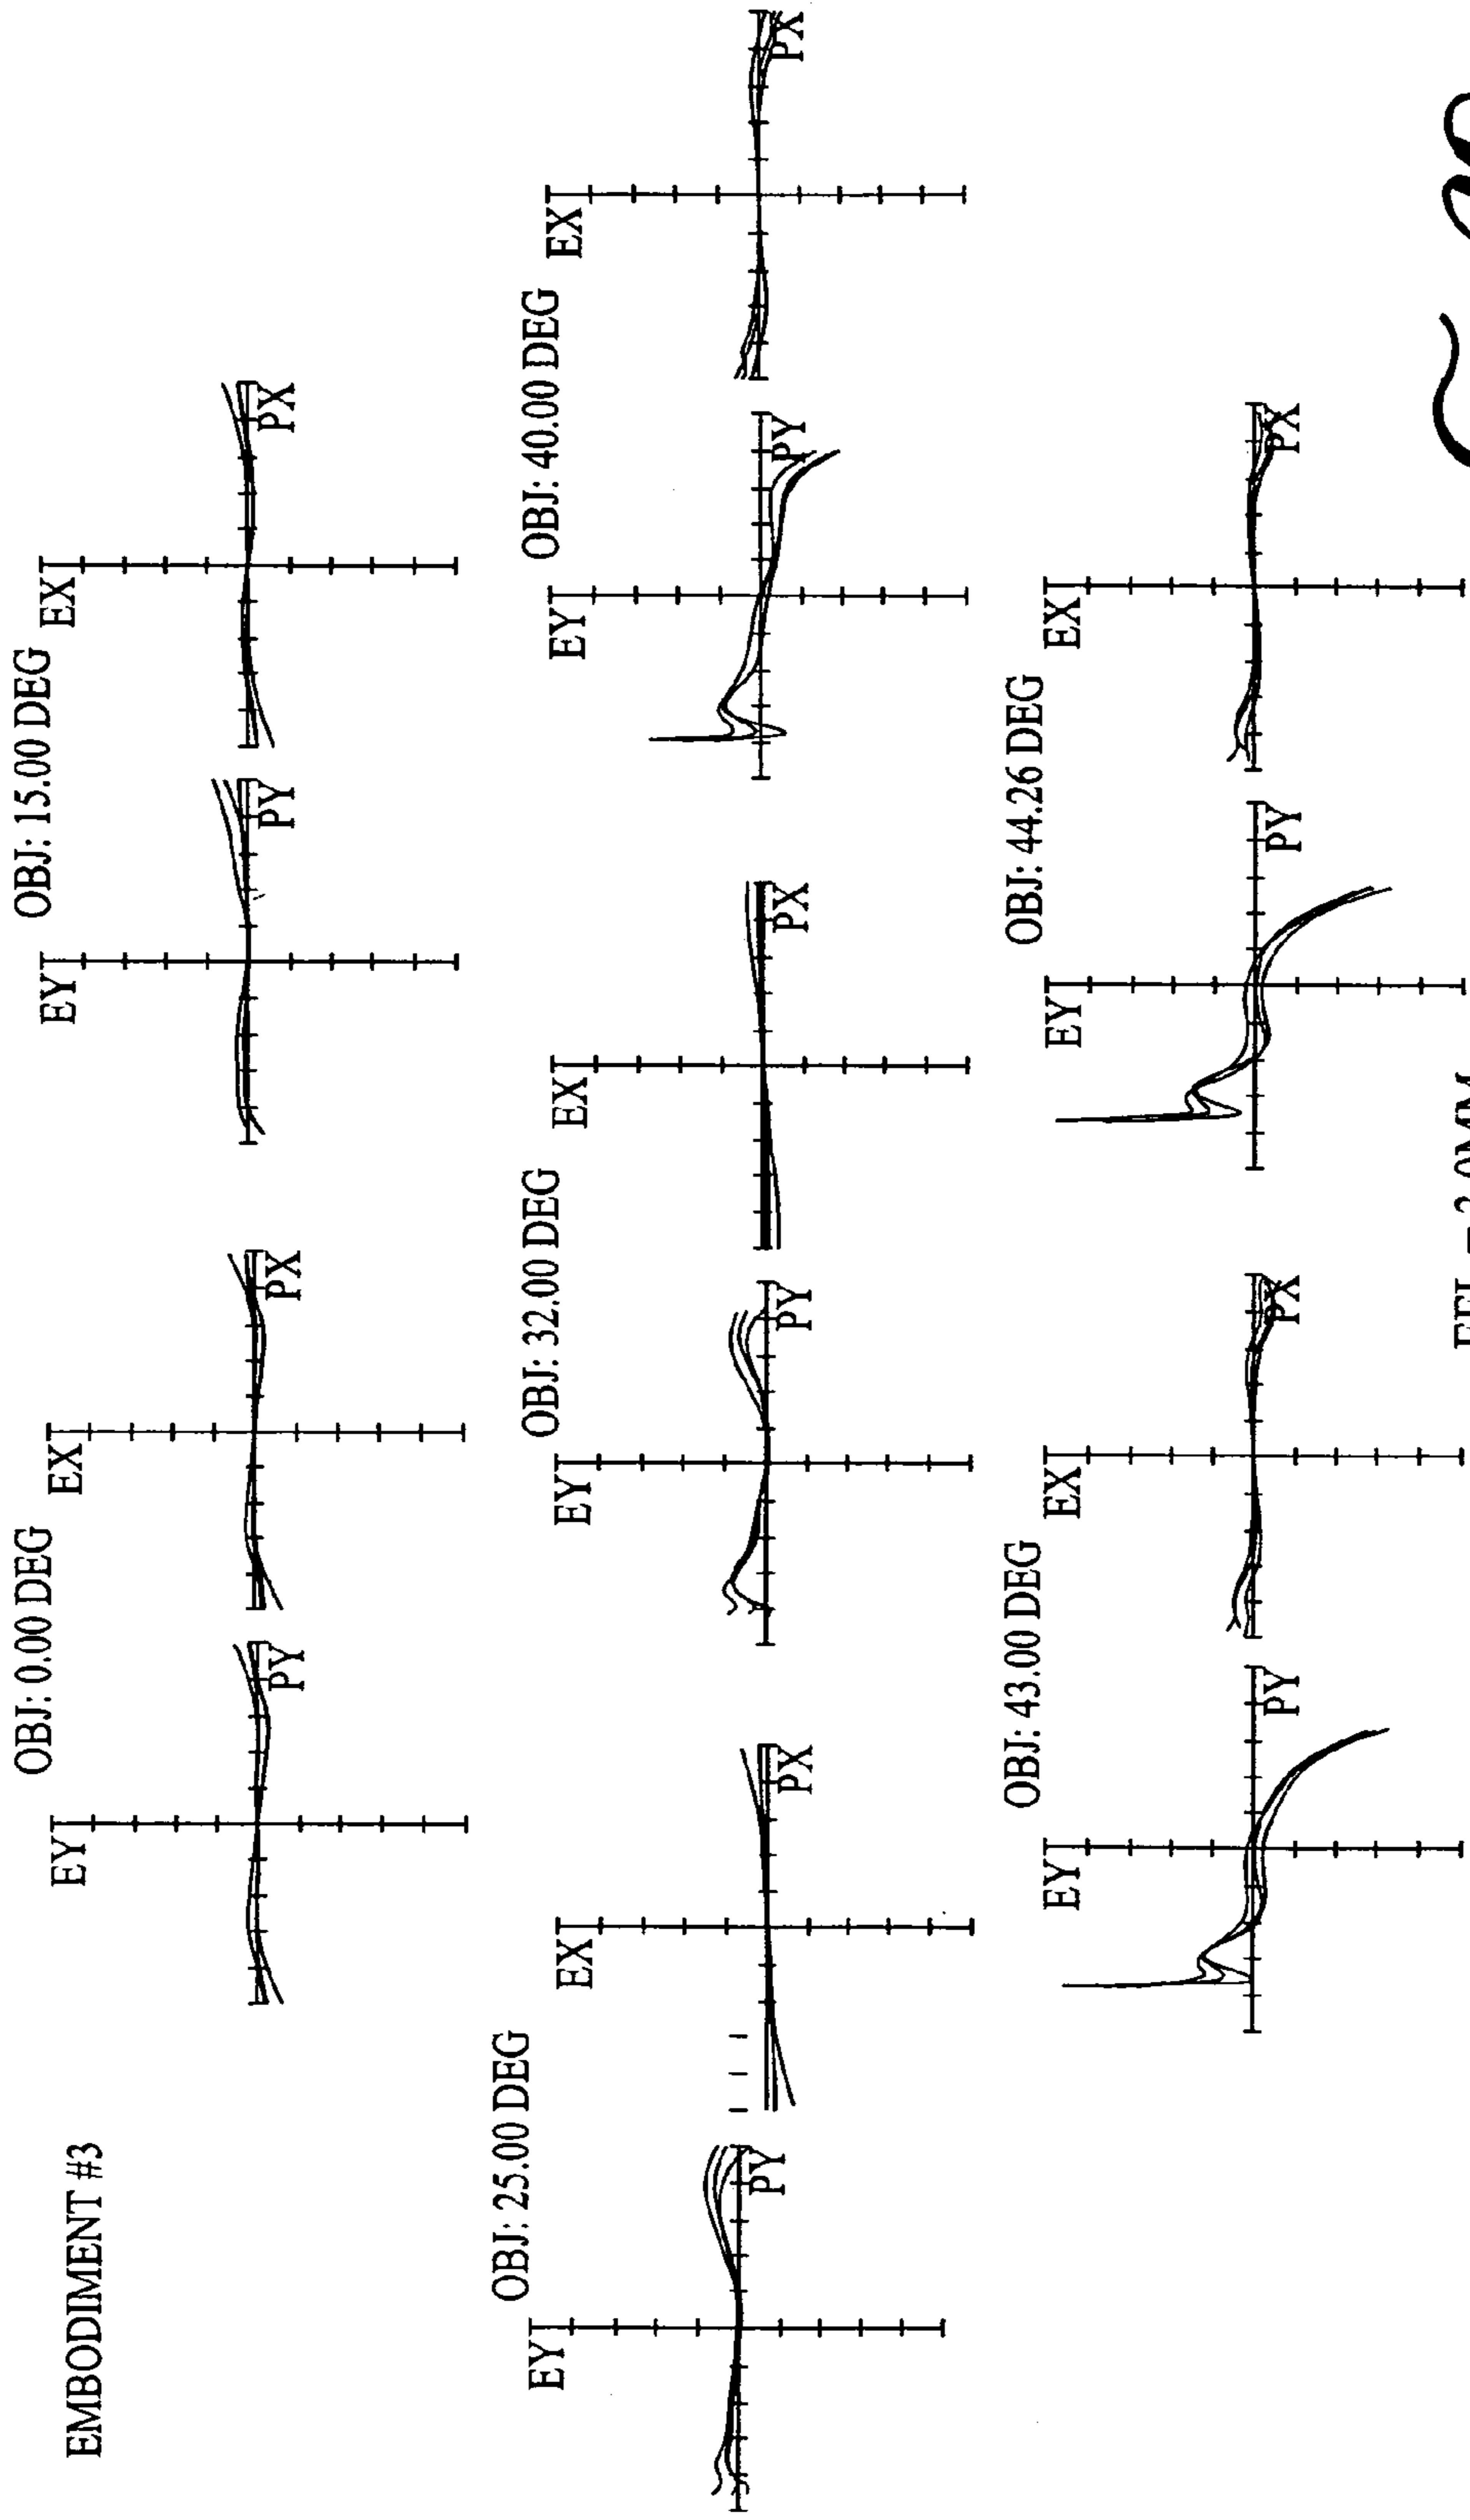 EMBODIMENT #3
OBJ: 0.00 DEG
EY
PY
EX
PX
OBJ: 15.00 DEG
EY
PY
EX
PX
OBJ: 25.00 DEG
EY
PY
EX
PX
OBJ: 32.00 DEG
EY
PY
EX
PX
OBJ: 40.00 DEG
EY
PY
EX
PX
OBJ: 43.00 DEG
EY
PY
EX
PX
OBJ: 44.26 DEG
EY
PY
EX
PX